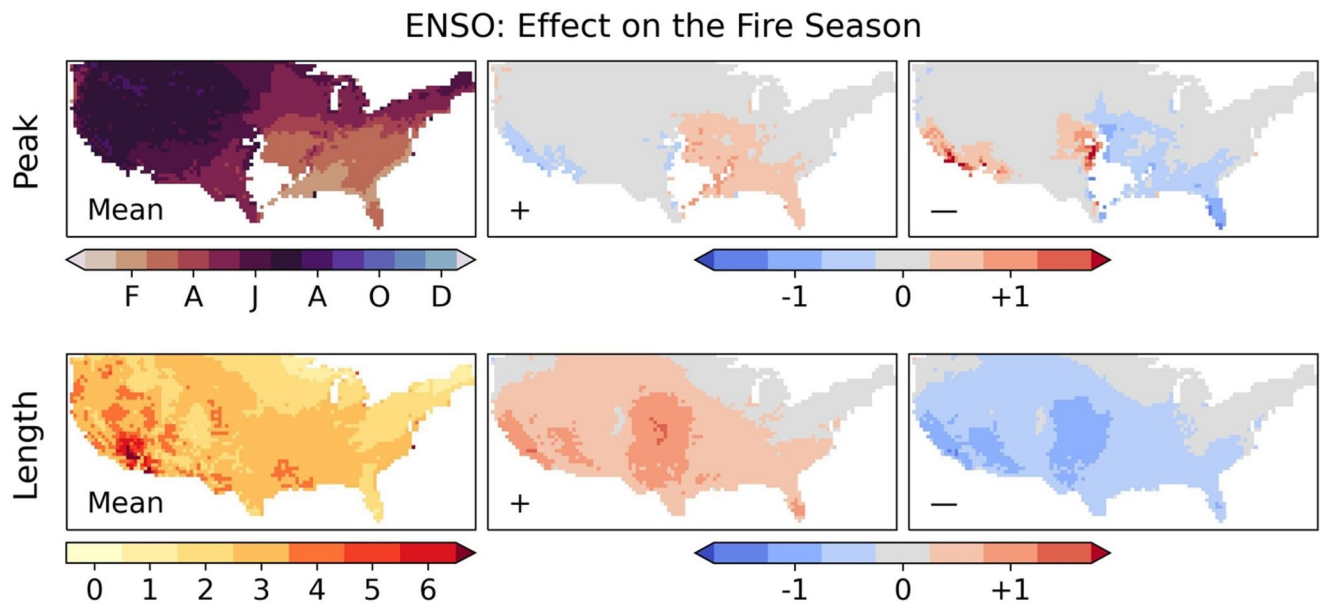 ENSO: Effect on the Fire Season
Peak
Mean
+
—
F A J A O D
-1 0 +1
Length
Mean
+
—
0 1 2 3 4 5 6
-1 0 +1